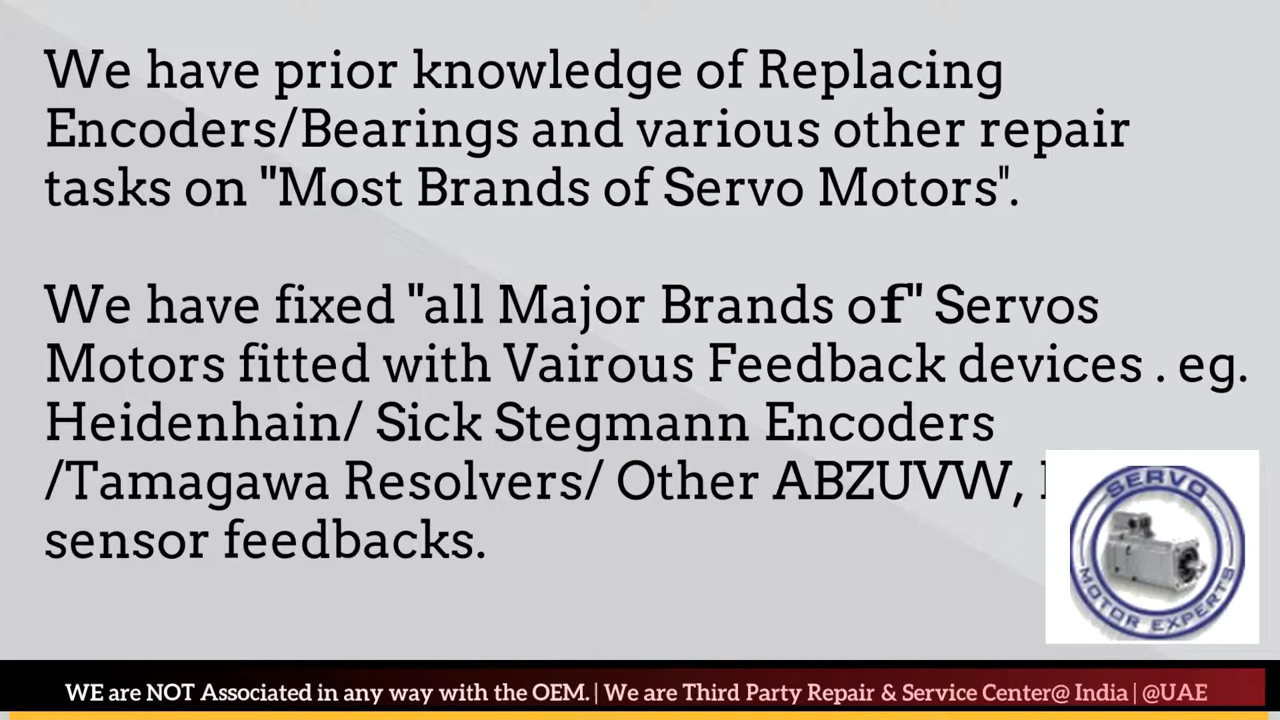 We have prior knowledge of Replacing
Encoders/Bearings and various other repair
tasks on "Most Brands of Servo Motors".
We have fixed "all Major Brands of" Servos
Motors fitted with Vairous Feedback devices . eg.
Heidenhain/ Sick Stegmann Encoders
/Tamagawa Resolvers/ Other ABZUVW,
sensor feedbacks.
SERVO
MOTOR EXPERTS
WE are NOT Associated in any way with the OEM. | We are Third Party Repair & Service Center@ India | @UAE